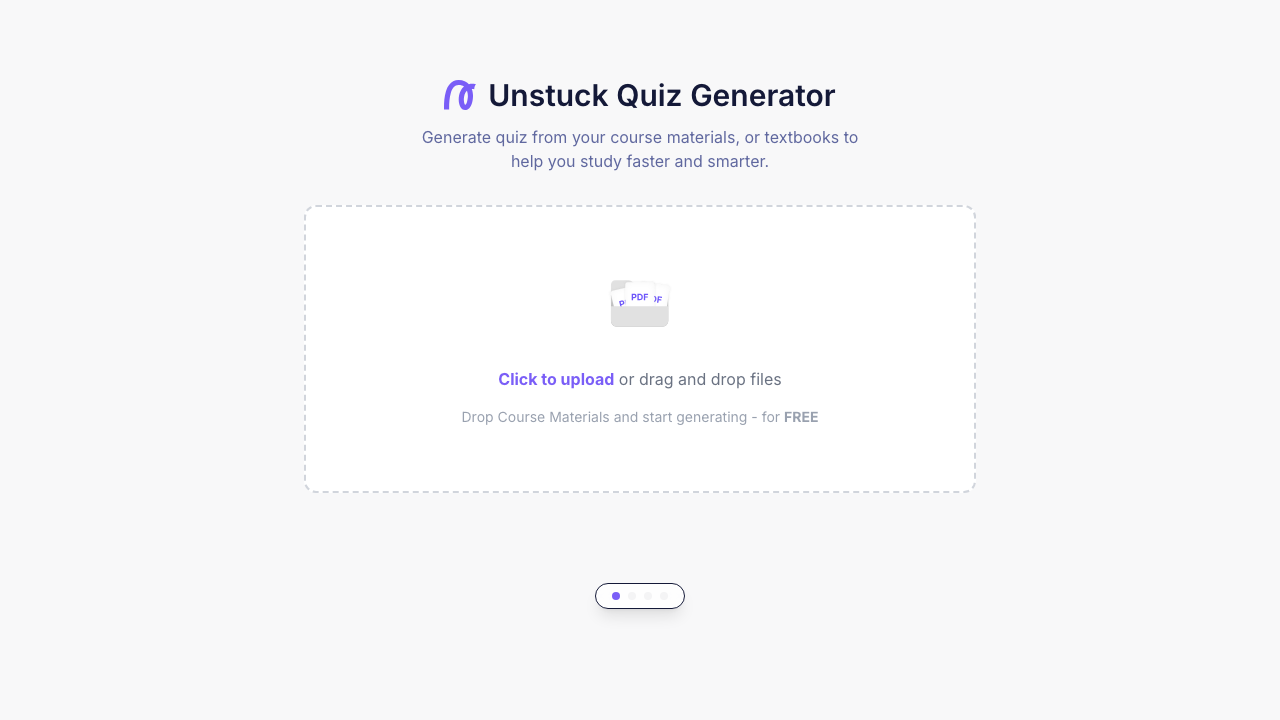 Unstuck Quiz Generator
Generate quiz from your course materials, or textbooks to
help you study faster and smarter.
PDF
Click to upload or drag and drop files
Drop Course Materials and start generating - for FREE